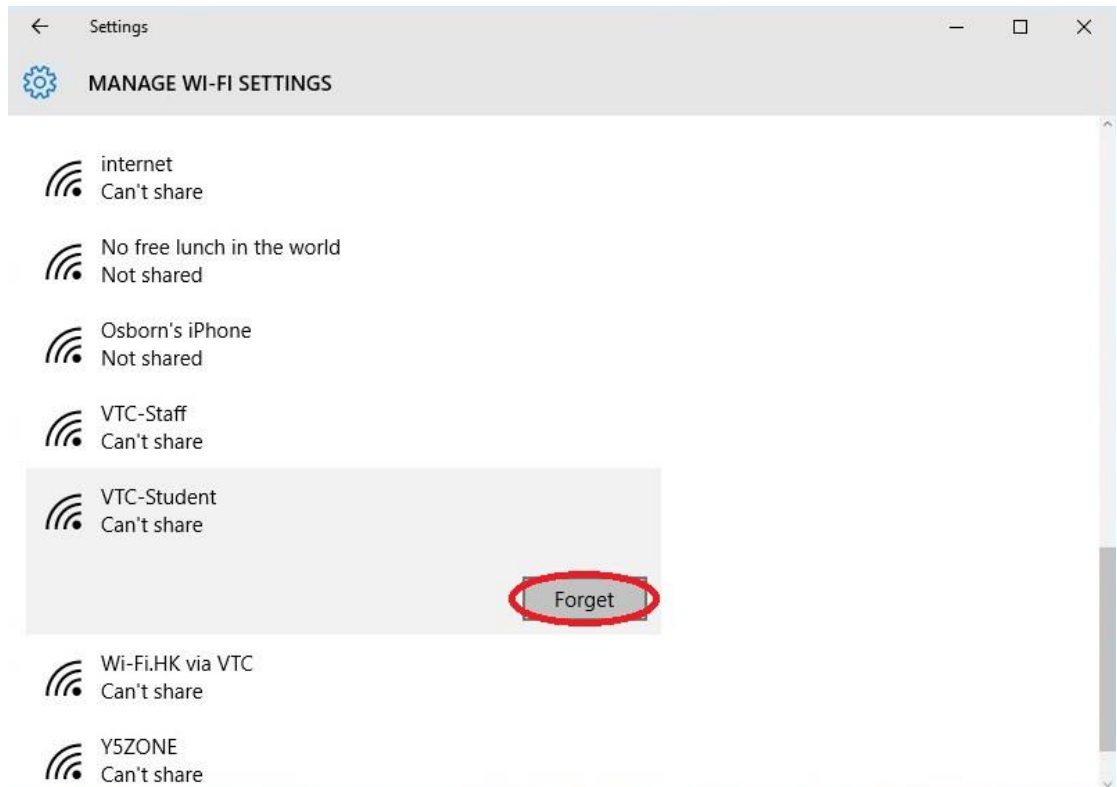 Settings
MANAGE WI-FI SETTINGS
internet
Can't share
No free lunch in the world
Not shared
Osborn's iPhone
Not shared
VTC-Staff
Can't share
VTC-Student
Can't share
Forget
Wi-Fi.HK via VTC
Can't share
Y5ZONE
Can't share